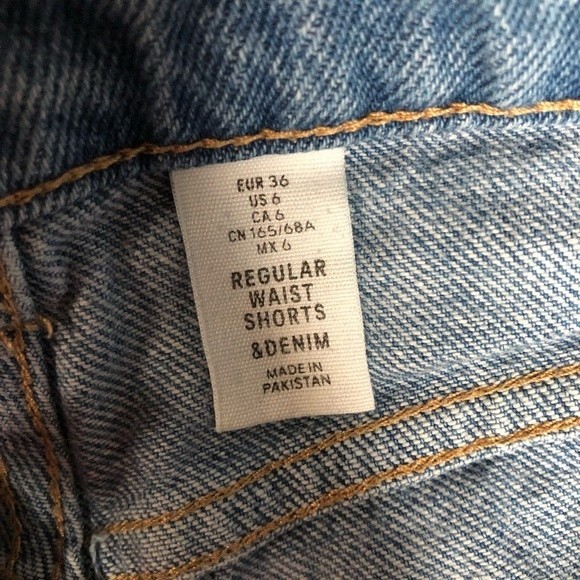 EUR 36
US 6
CA 6
CN 165/68A
MX 6
REGULAR
WAIST
SHORTS
&DENIM
MADE IN
PAKISTAN